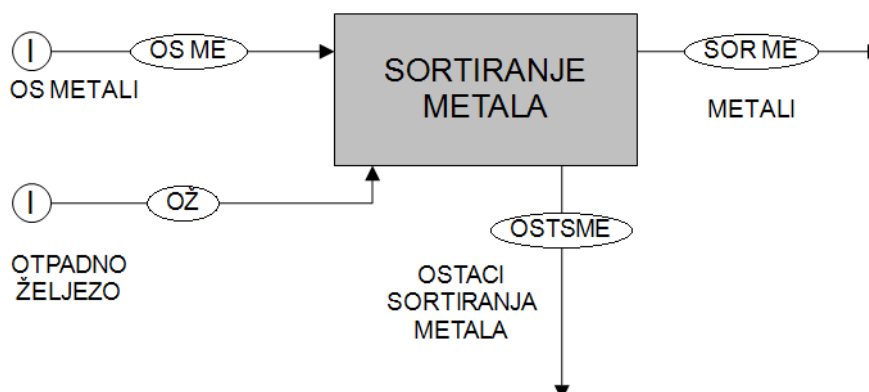 I
OS ME
OS METALI
SORTIRANJE
METALA
SOR ME
METALI
I
OŽ
OTPADNO
ŽELJEZO
OSTSME
OSTACI
SORTIRANJA
METALA